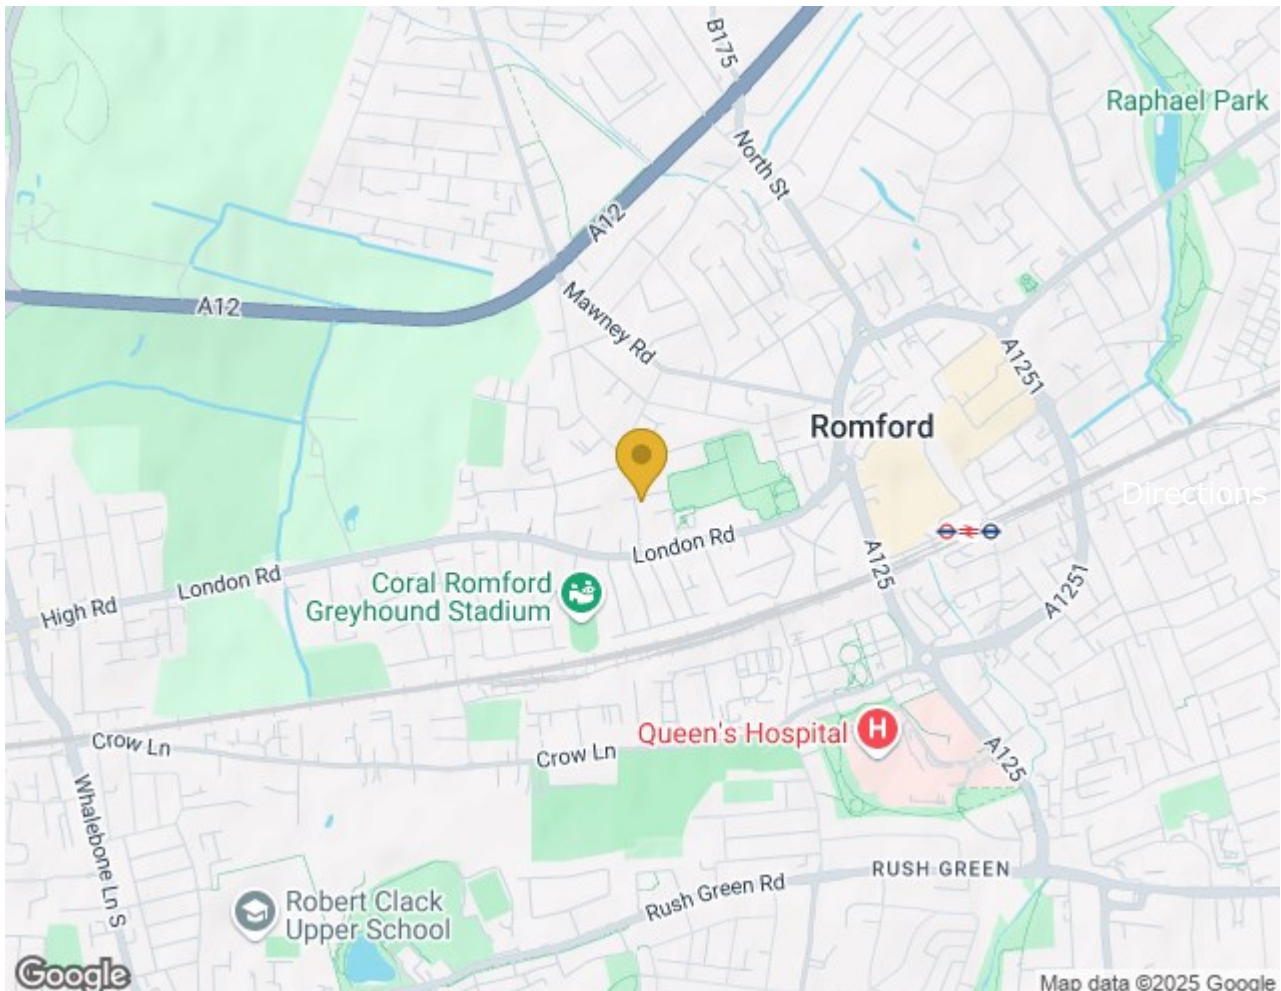 B175
Raphael Park
North St
A12
A12
Mawney Rd
A1251
Romford
Directions
London Rd
A125
Coral Romford
Greyhound Stadium
London Rd
High Rd
A1251
Queen's Hospital
H
Crow Ln
Crow Ln
A125
Whalebone Ln S
RUSH GREEN
Rush Green Rd
Robert Clack
Upper School
Google
Map data ©2025 Google